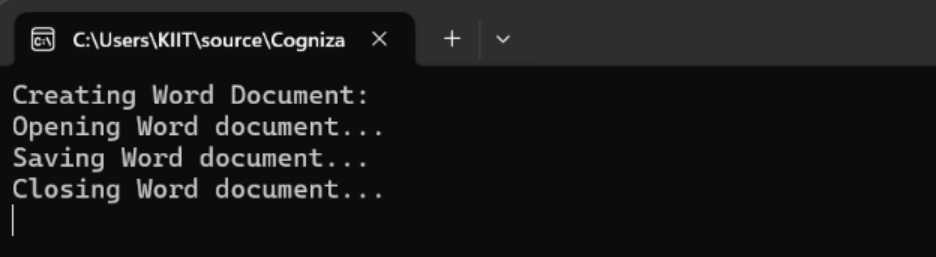 C:\Users\KIIT\source\Cogniza
Creating Word Document:
Opening Word document...
Saving Word document...
Closing Word document...